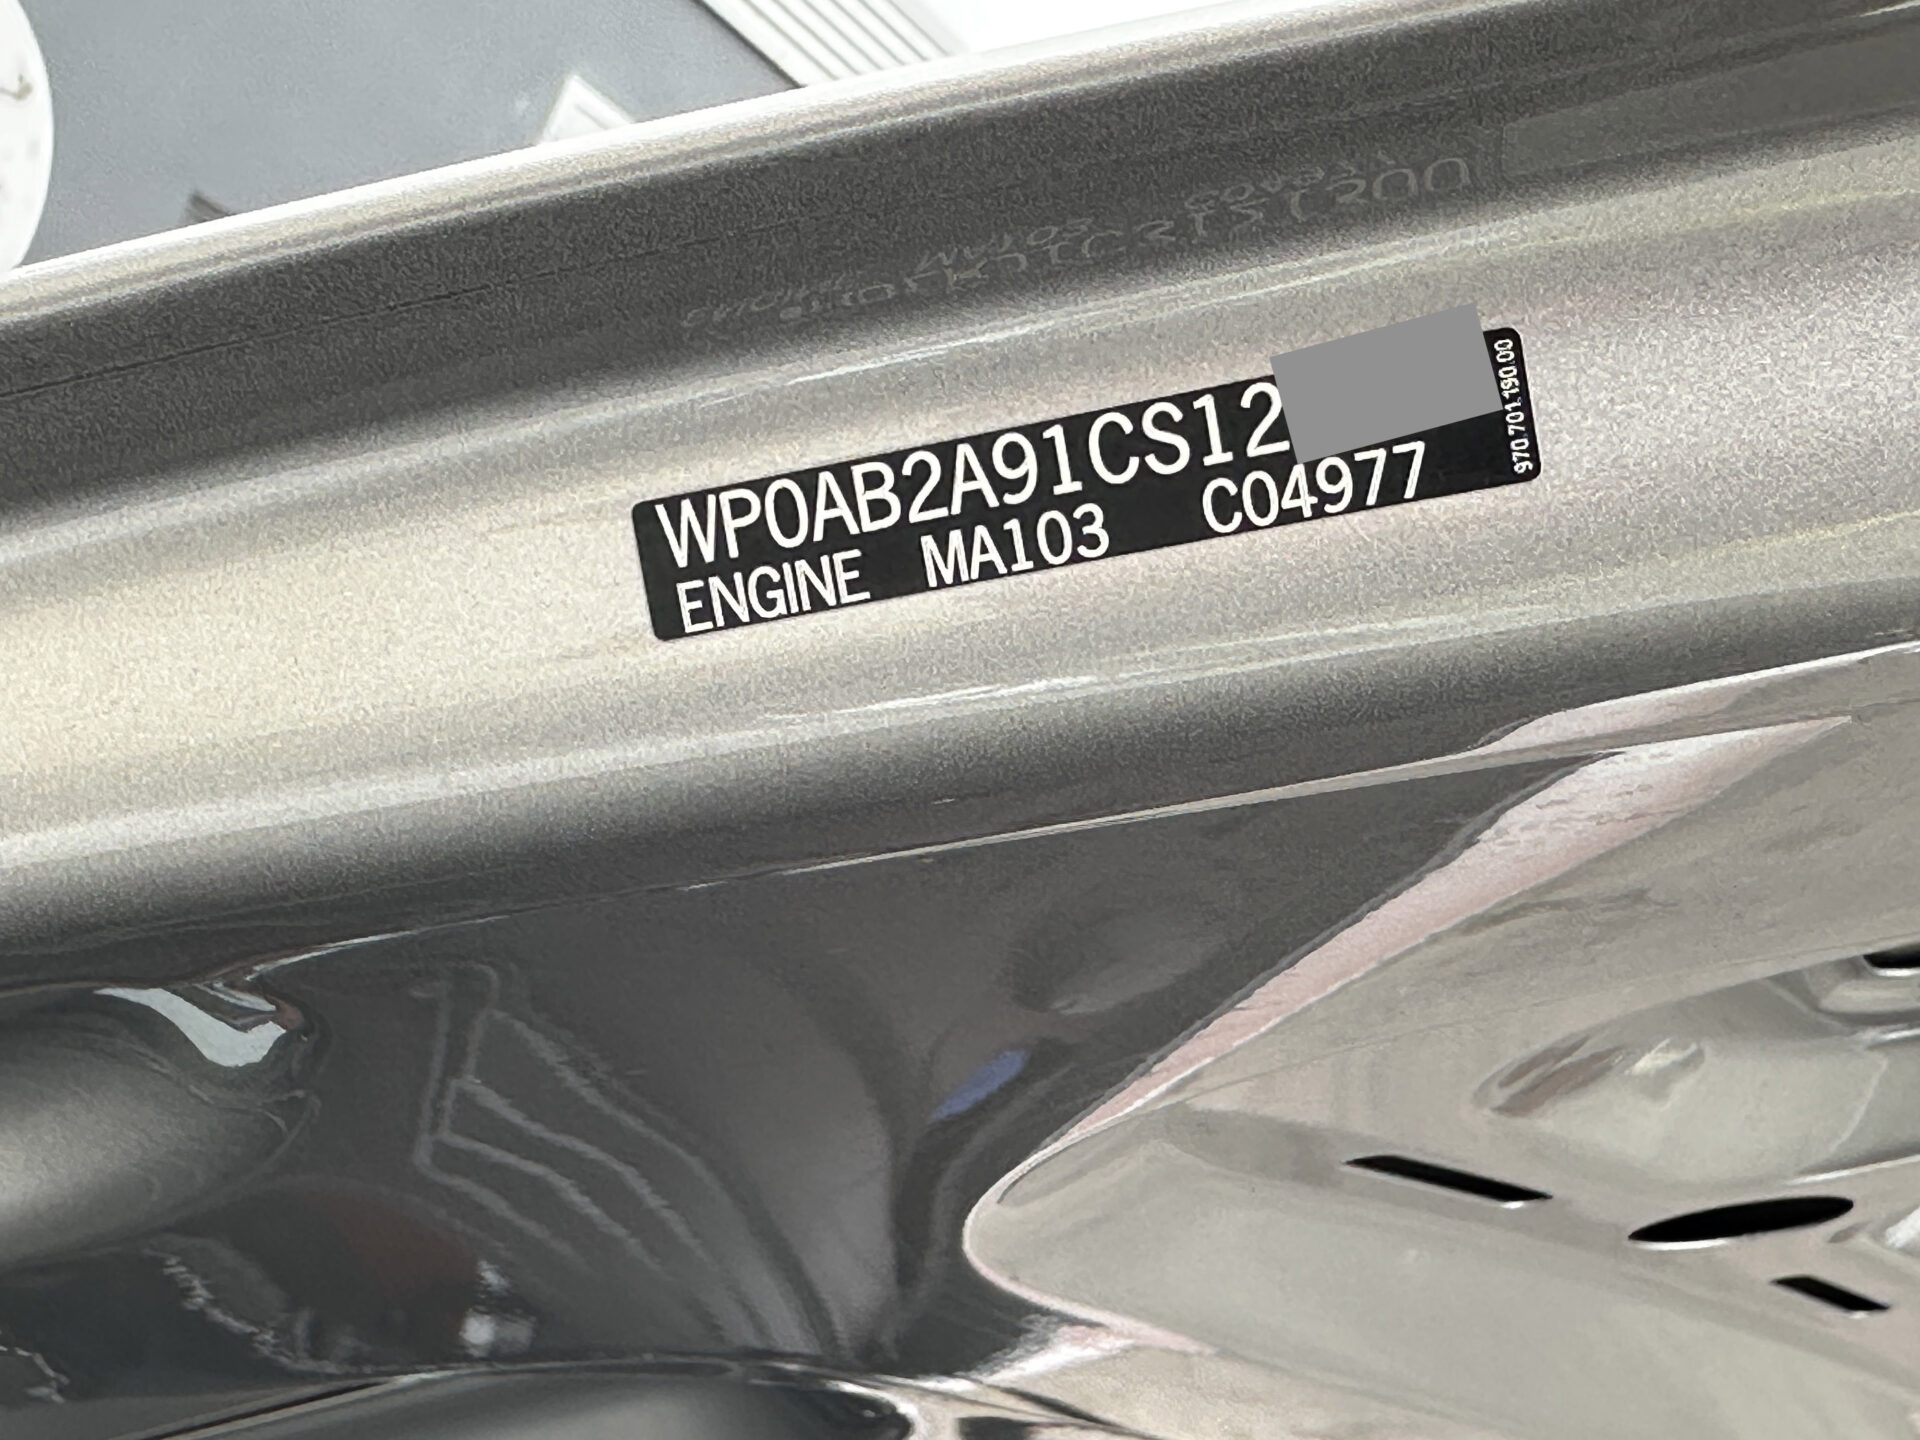 WP0AB2A91CS12
ENGINE MA103 C04977
970.701.190.00